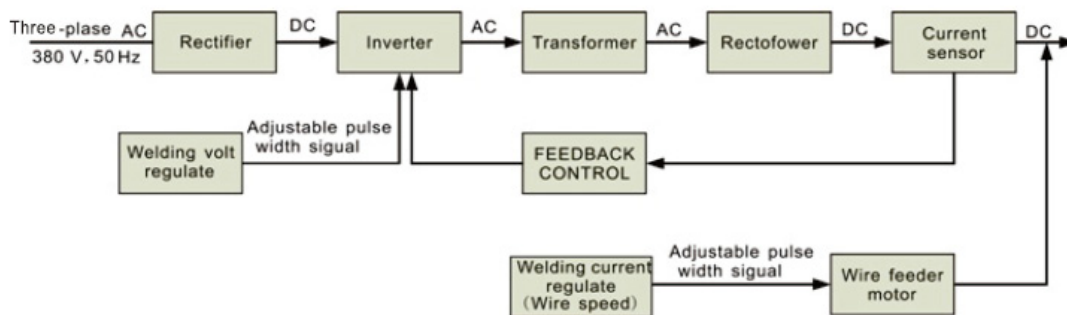 Three-plase AC
380 V. 50 Hz
Rectifier
DC
Inverter
AC
Transformer
AC
Rectofower
DC
Current
sensor
DC
Welding volt
regulate
Adjustable pulse
width sigual
FEEDBACK
CONTROL
Welding current
regulate
(Wire speed)
Adjustable pulse
width sigual
Wire feeder
motor